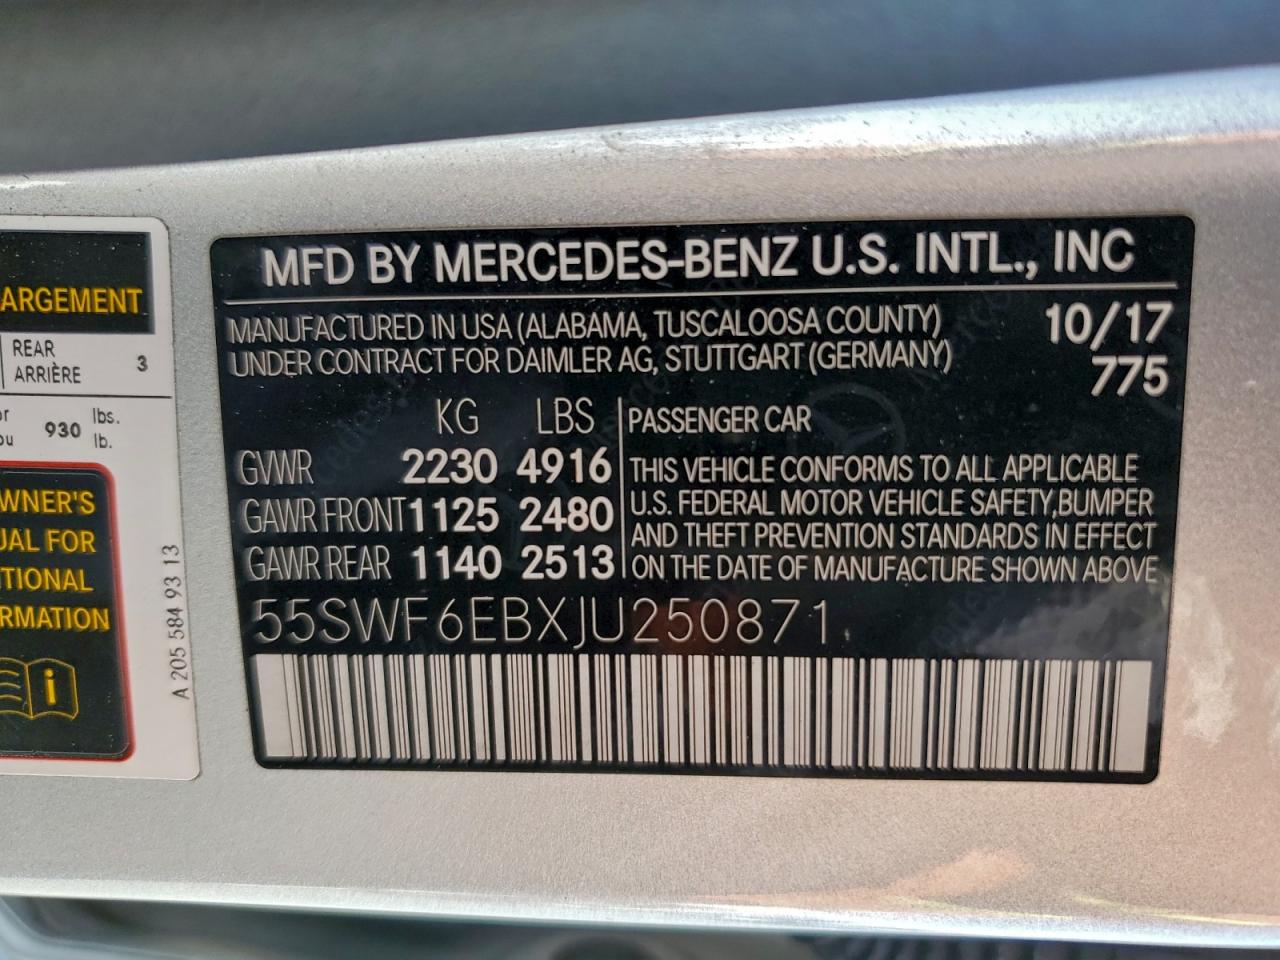 ARGEMENT
REAR
ARRIÈRE 3
or
ou 930 lbs.
lb.
WNER'S
UAL FOR
ITIONAL
ORMATION
A 205 584 93 13
MFD BY MERCEDES-BENZ U.S. INTL., INC
MANUFACTURED IN USA (ALABAMA, TUSCALOOSA COUNTY) 10/17
UNDER CONTRACT FOR DAIMLER AG, STUTTGART (GERMANY) 775
KG LBS
GVWR 2230 4916
GAWR FRONT 1125 2480
GAWR REAR 1140 2513
PASSENGER CAR
THIS VEHICLE CONFORMS TO ALL APPLICABLE
U.S. FEDERAL MOTOR VEHICLE SAFETY,BUMPER
AND THEFT PREVENTION STANDARDS IN EFFECT
ON THE DATE OF MANUFACTURE SHOWN ABOVE
55SWF6EBXJU250871